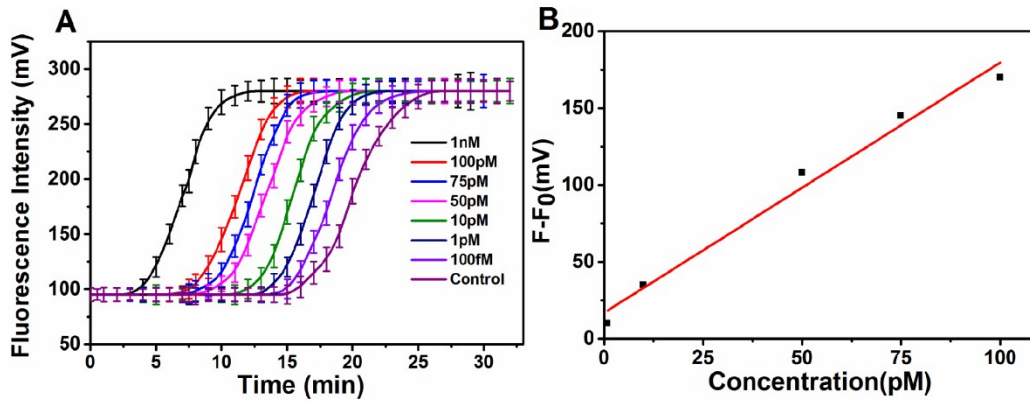 A
Fluorescence Intensity (mV)
300
250
200
150
100
50
1nM
100pM
75pM
50pM
10pM
1pM
100fM
Control
0 5 10 15 20 25 30
Time (min)
B
F-F0(mV)
200
150
100
50
0
0 25 50 75 100
Concentration(pM)